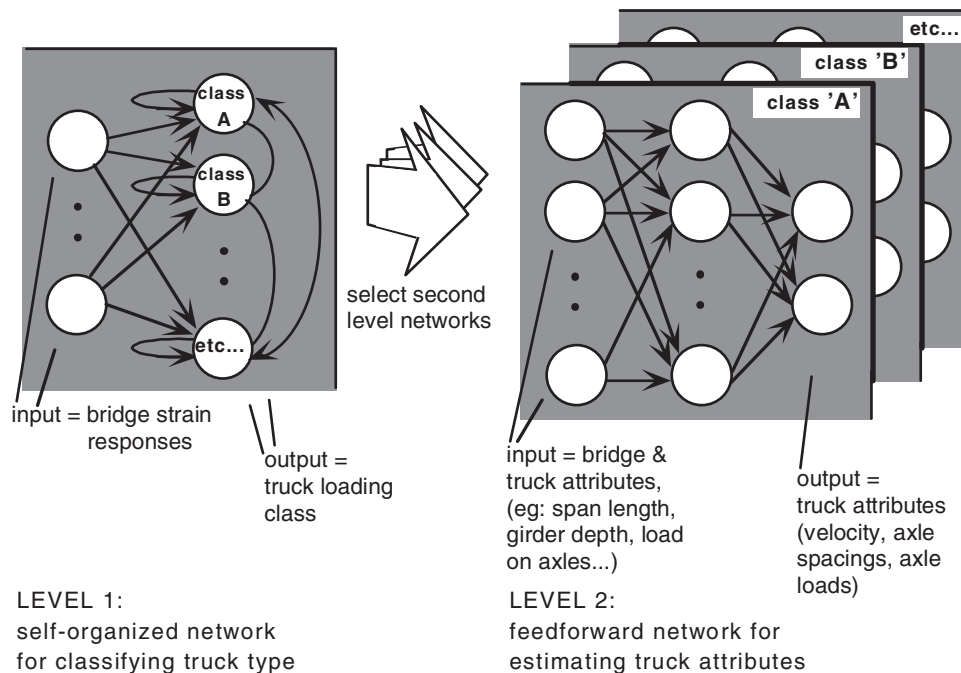 class
A
class
B
etc...
input = bridge strain
responses
output =
truck loading
class
LEVEL 1:
self-organized network
for classifying truck type
select second
level networks
etc...
class 'B'
class 'A'
input = bridge &
truck attributes,
(eg: span length,
girder depth, load
on axles...)
output =
truck attributes
(velocity, axle
spacings, axle
loads)
LEVEL 2:
feedforward network for
estimating truck attributes